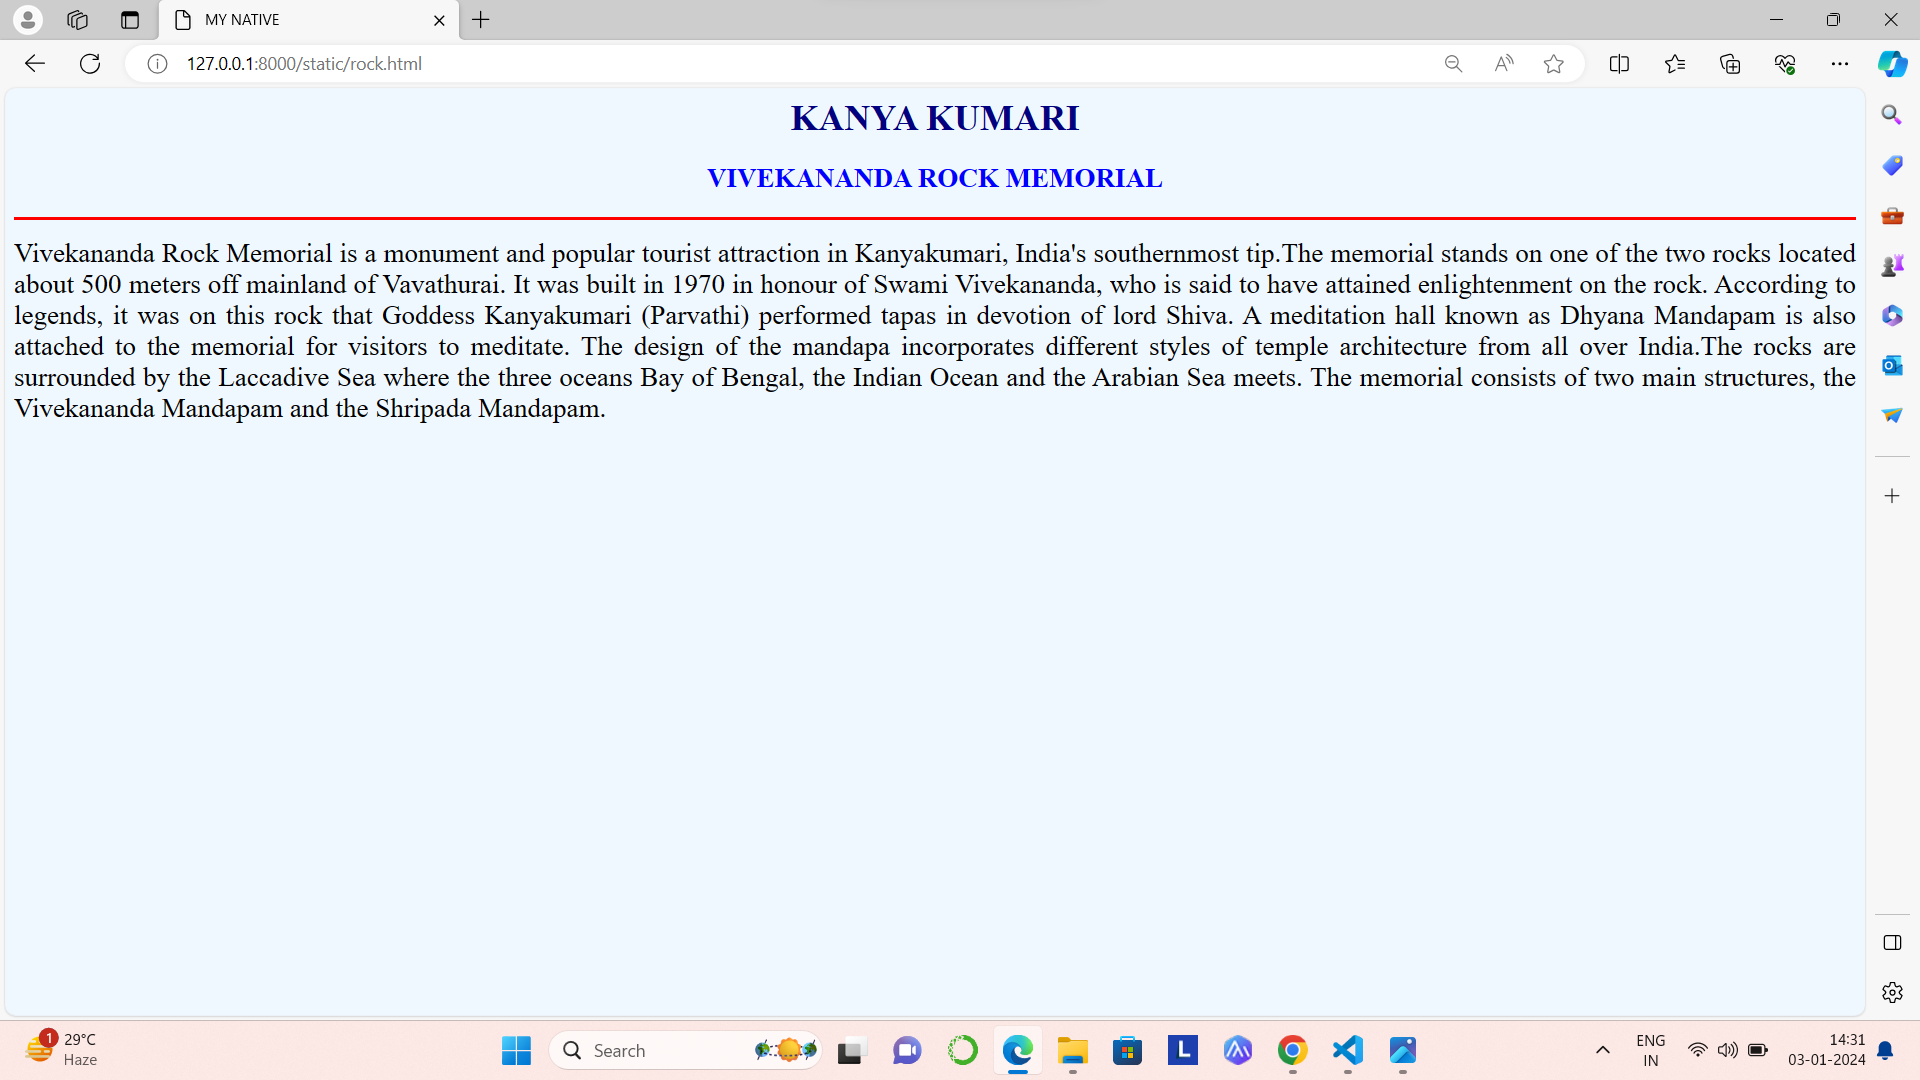 MY NATIVE
127.0.0.1:8000/static/rock.html
KANYA KUMARI
VIVEKANANDA ROCK MEMORIAL
Vivekananda Rock Memorial is a monument and popular tourist attraction in Kanyakumari, India's southernmost tip.The memorial stands on one of the two rocks located
about 500 meters off mainland of Vavathurai. It was built in 1970 in honour of Swami Vivekananda, who is said to have attained enlightenment on the rock. According to
legends, it was on this rock that Goddess Kanyakumari (Parvathi) performed tapas in devotion of lord Shiva. A meditation hall known as Dhyana Mandapam is also
attached to the memorial for visitors to meditate. The design of the mandapa incorporates different styles of temple architecture from all over India.The rocks are
surrounded by the Laccadive Sea where the three oceans Bay of Bengal, the Indian Ocean and the Arabian Sea meets. The memorial consists of two main structures, the
Vivekananda Mandapam and the Shripada Mandapam.
1
29°C
Haze
Search
L
ENG
IN
14:31
03-01-2024